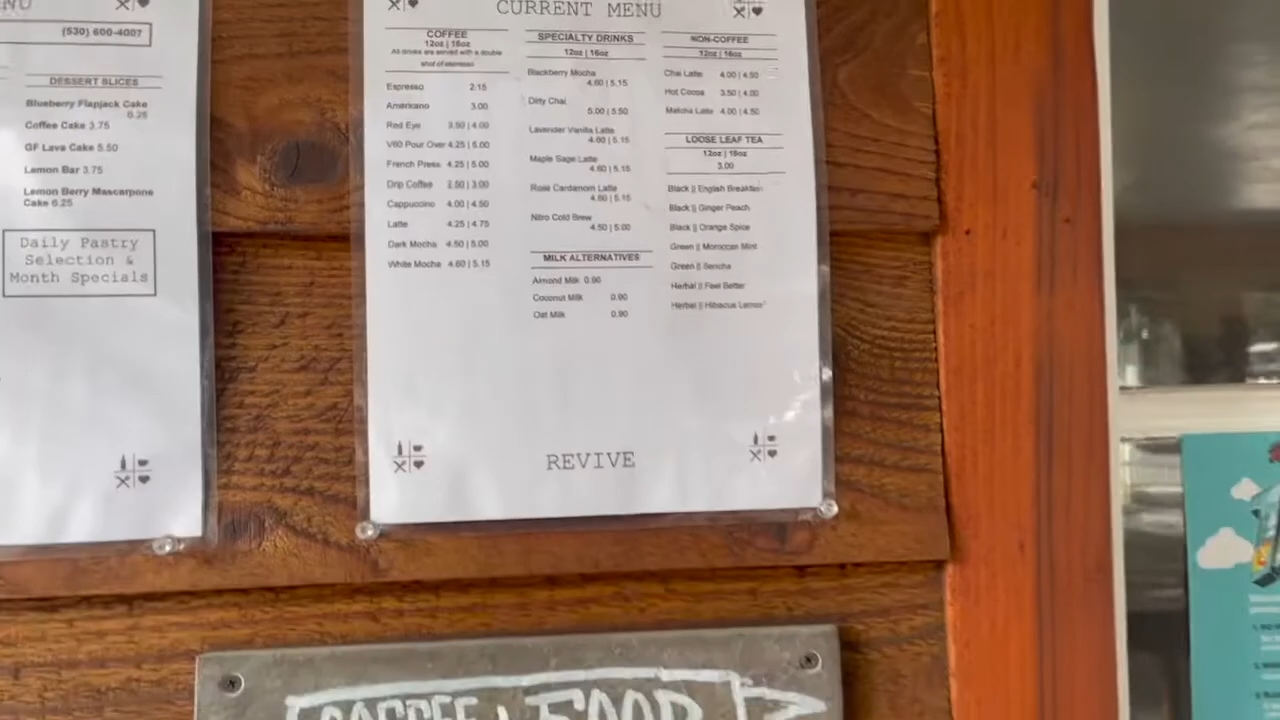 NU
(530) 600-4007
DESSERT SLICES
Blueberry Flapjack Cake
6.25
Coffee Cake 3.75
GF Lava Cake 5.50
Lemon Bar 3.75
Lemon Berry Mascarpone
Cake 6.25
Daily Pastry
Selection &
Month Specials
CURRENT MENU
COFFEE
12oz | 16oz
All drinks are served with a double
shot of espresso
Espresso 2.15
Americano 3.00
Red Eye 3.50 | 4.00
V60 Pour Over 4.25 | 6.00
French Press 4.25 | 5.00
Drip Coffee 2.50 | 3.00
Cappuccino 4.00 | 4.50
Latte 4.25 | 4.75
Dark Mocha 4.50 | 5.00
White Mocha 4.60 | 5.15
SPECIALTY DRINKS
12oz | 16oz
Blackberry Mocha
4.60 | 5.15
Dirty Chai
5.00 | 5.50
Lavender Vanilla Latte
4.60 | 5.15
Maple Sage Latte
4.60 | 5.15
Rose Cardamom Latte
4.60 | 5.15
Nitro Cold Brew
4.50 | 5.00
MILK ALTERNATIVES
Almond Milk 0.90
Coconut Milk 0.90
Oat Milk 0.90
NON-COFFEE
12oz | 16oz
Chai Latte 4.00 | 4.50
Hot Cocoa 3.50 | 4.00
Matcha Latte 4.00 | 4.50
LOOSE LEAF TEA
12oz | 16oz
3.00
Black || English Breakfast
Black || Ginger Peach
Black || Orange Spice
Green || Moroccan Mint
Green || Sencha
Herbal || Feel Better
Herbal || Hibiscus Lemon
REVIVE
COFFEE + FOOD